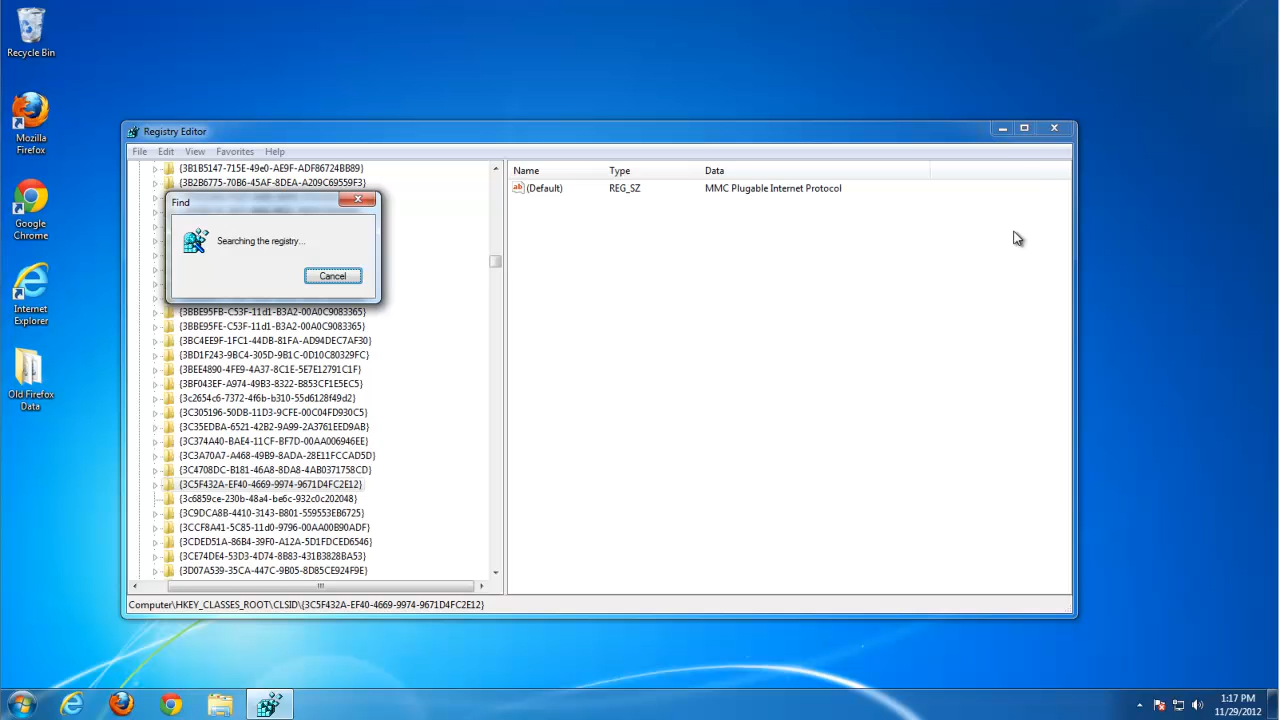 Recycle Bin
Mozilla
Firefox
Google
Chrome
Internet
Explorer
Old Firefox
Data
Registry Editor
File Edit View Favorites Help
{3B1B5147-715E-49e0-AE9F-ADF86724BB89}
{3B2B6775-70B6-45AF-8DEA-A209C69559F3}
Find
Searching the registry...
Cancel
{3BBE95FB-C53F-11d1-B3A2-00A0C9083365}
{3BBE95FE-C53F-11d1-B3A2-00A0C9083365}
{3BC4EE9F-1FC1-44DB-81FA-AD94DEC7AF30}
{3BD1F243-9BC4-305D-9B1C-0D10C80329FC}
{3BEE4890-4FE9-4A37-8C1E-5E7E12791C1F}
{3BF043EF-A974-49B3-8322-B853CF1E5EC5}
{3c2654c6-7372-4f6b-b310-55d6128f49d2}
{3C305196-50DB-11D3-9CFE-00C04FD930C5}
{3C35EDBA-6521-42B2-9A99-2A3761EED9AB}
{3C374A40-BAE4-11CF-BF7D-00AA006946EE}
{3C3A70A7-A468-49B9-8ADA-28E11FCCAD5D}
{3C4708DC-B181-46A8-8DA8-4AB0371758CD}
{3C5F432A-EF40-4669-9974-9671D4FC2E12}
{3c6859ce-230b-48a4-be6c-932c0c202048}
{3C9DCA8B-4410-3143-B801-559553EB6725}
{3CCF8A41-5C85-11d0-9796-00AA00B90ADF}
{3CDED51A-86B4-39F0-A12A-5D1FDCED6546}
{3CE74DE4-53D3-4D74-8B83-431B3828BA53}
{3D07A539-35CA-447C-9B05-8D85CE924F9E}
Name Type Data
(Default) REG_SZ MMC Plugable Internet Protocol
Computer\HKEY_CLASSES_ROOT\CLSID\{3C5F432A-EF40-4669-9974-9671D4FC2E12}
1:17 PM
11/29/2012